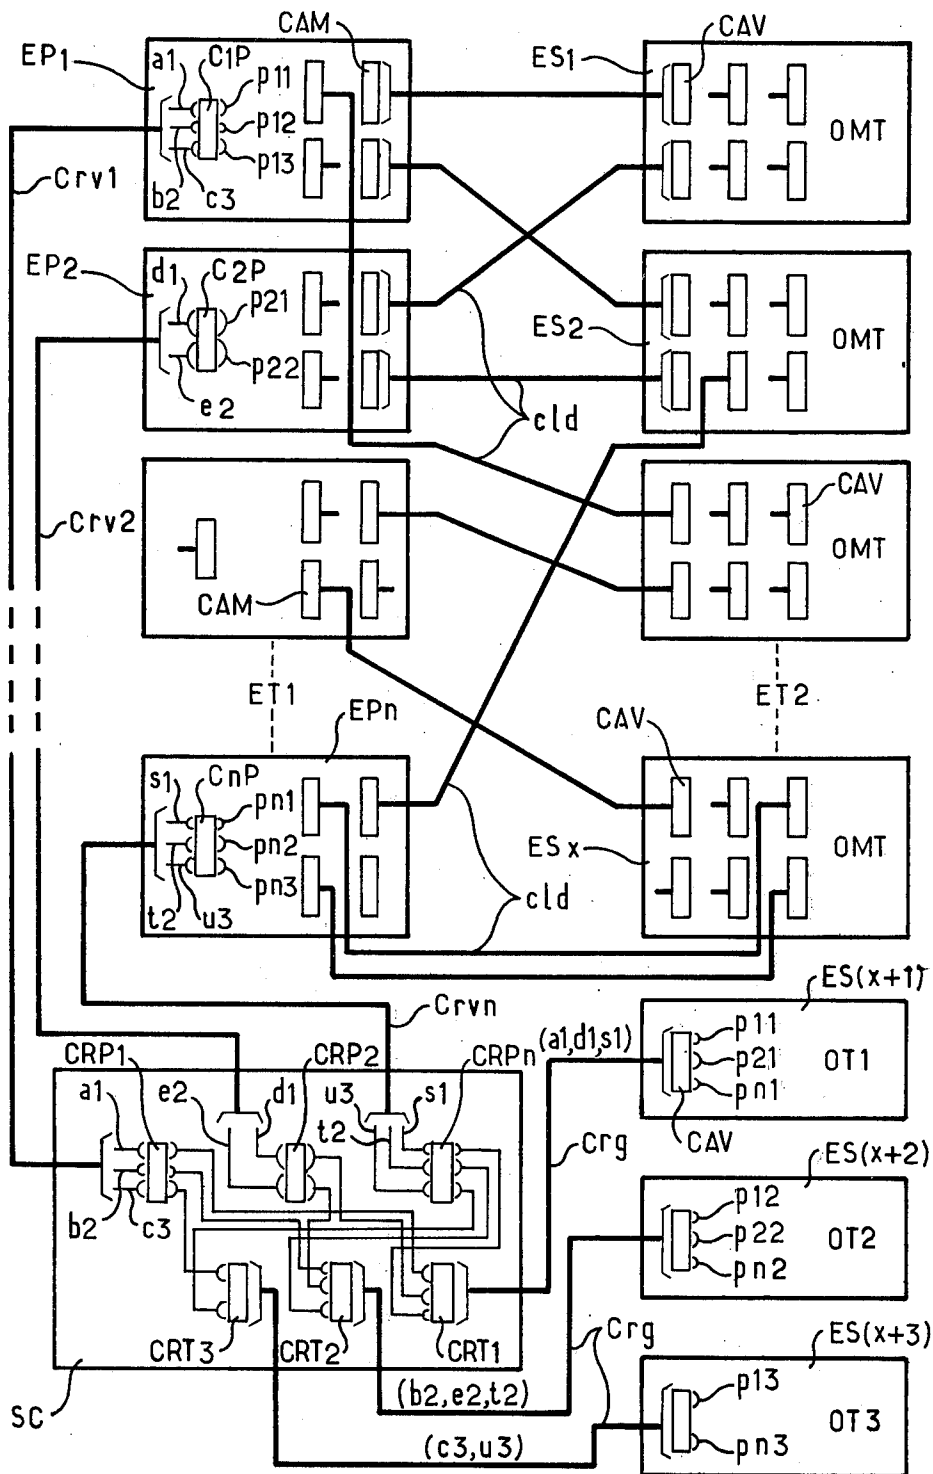 CAM
CAV
EP1
a1
C1P
p11
ES1
p12
OMT
p13
Crv1
b2
c3
EP2
d1
C2P
p21
ES2
OMT
p22
e2
cld
Crv2
CAV
OMT
CAM
ET1
ET2
EPn
CAV
s1
CnP
pn1
pn2
ESx
OMT
pn3
t2
u3
cld
Crvn
ES(x+1)
(a1,d1,s1)
p11
CRP1
CRP2
CRPn
p21
OT1
a1
e2
d1
u3
s1
pn1
t2
CAV
Crg
ES(x+2)
p12
b2
c3
p22
OT2
pn2
CRT3
CRT2
CRT1
Crg
ES(x+3)
p13
(b2,e2,t2)
SC
OT3
(c3,u3)
pn3